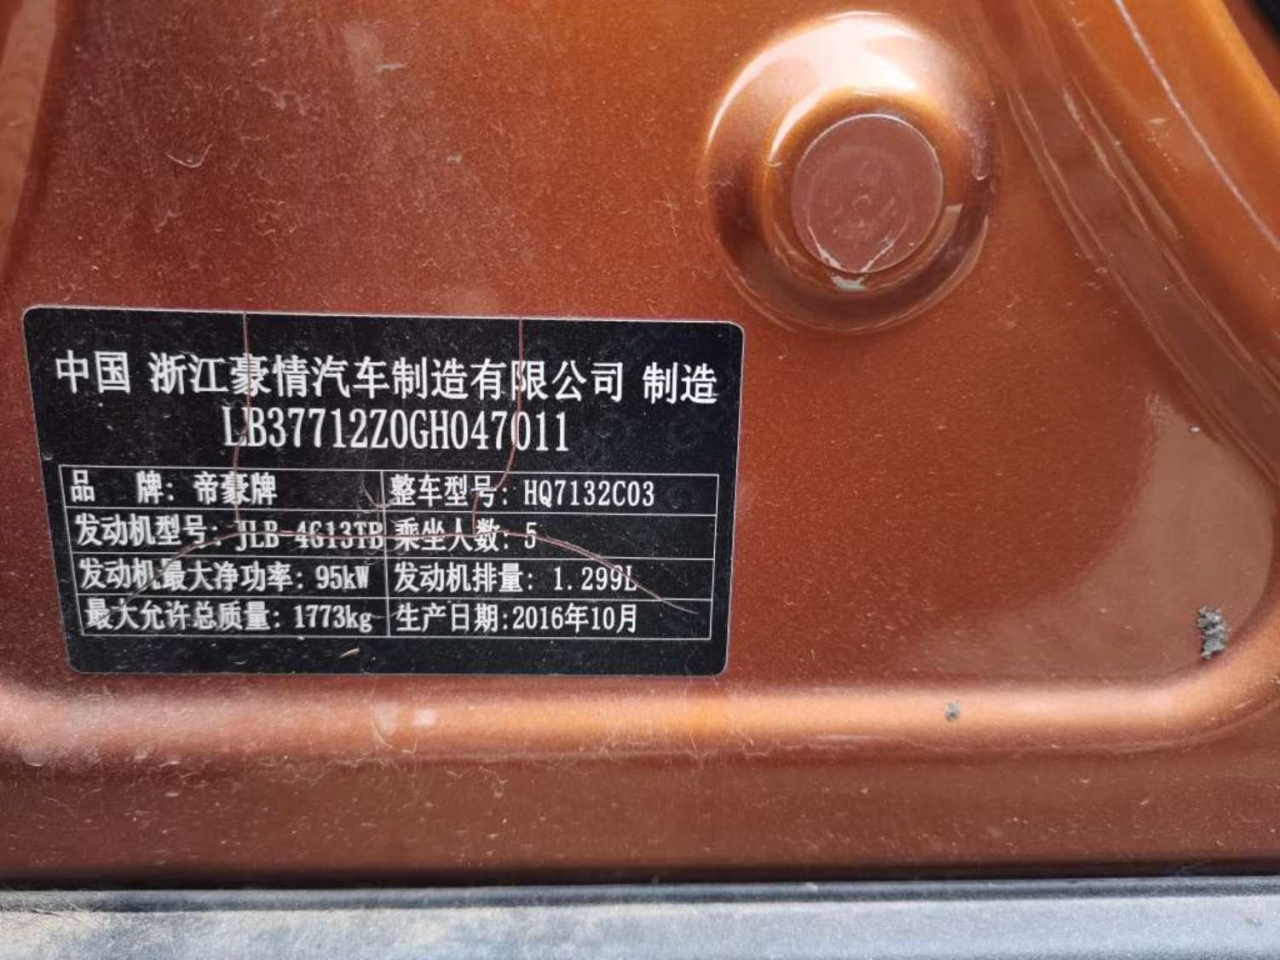 中国 浙江豪情汽车制造有限公司 制造
LB37712Z0GH047011
品 牌: 帝豪牌 整车型号: HQ7132C03
发动机型号: JLB-4G13TB 乘坐人数: 5
发动机最大净功率: 95kW 发动机排量: 1.299L
最大允许总质量: 1773kg 生产日期:2016年10月